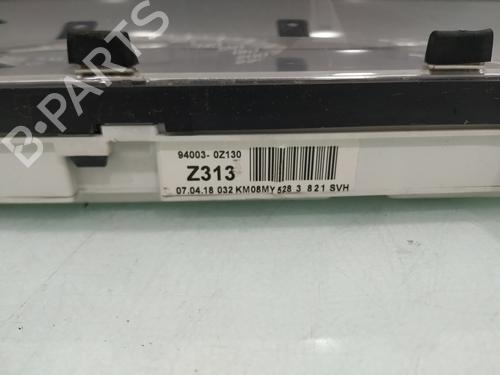 B-PARTS
94003- 0Z130
Z313
07.04.18 032 KM08MY 528 3 821 SVH